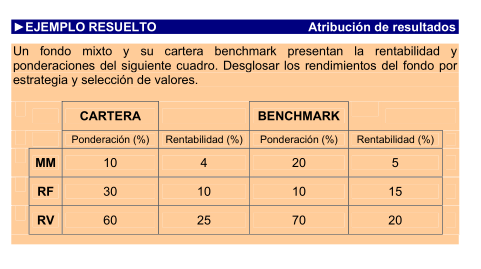 ►EJEMPLO RESUELTO Atribución de resultados
Un fondo mixto y su cartera benchmark presentan la rentabilidad y
ponderaciones del siguiente cuadro. Desglosar los rendimientos del fondo por
estrategia y selección de valores.
CARTERA BENCHMARK
Ponderación (%) Rentabilidad (%) Ponderación (%) Rentabilidad (%)
MM 10 4 20 5
RF 30 10 10 15
RV 60 25 70 20